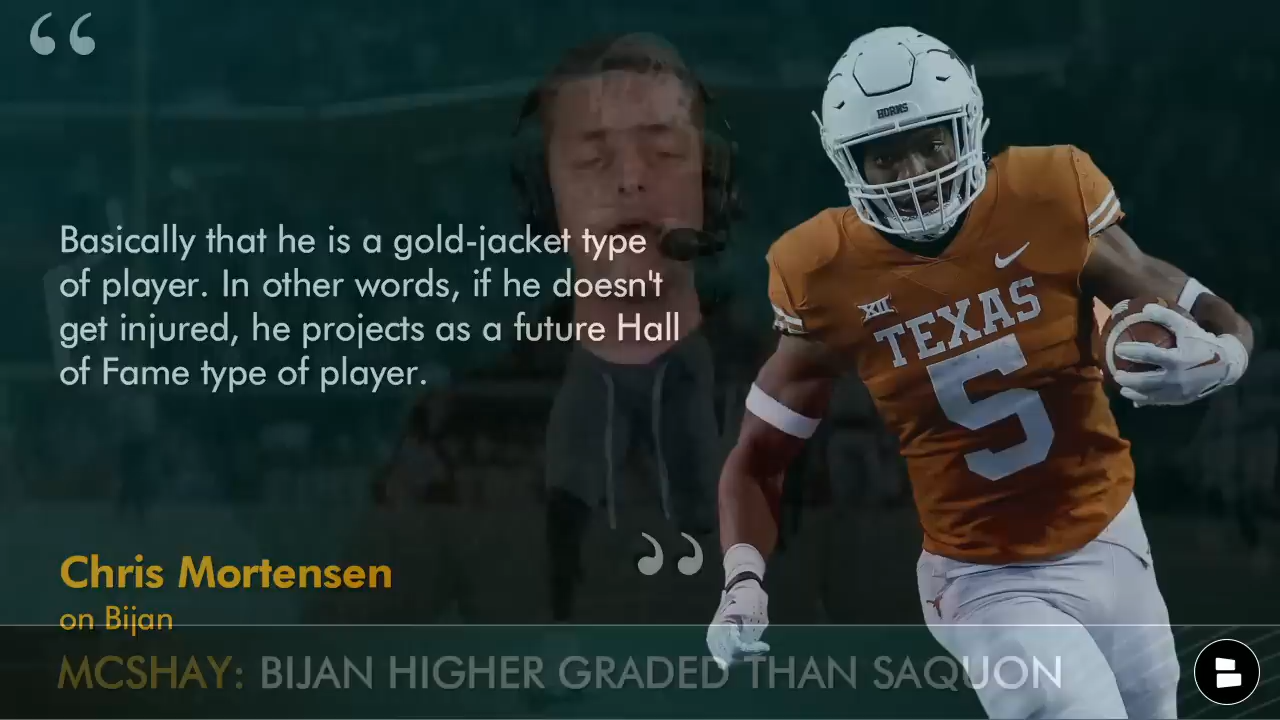 “
Basically that he is a gold-jacket type
of player. In other words, if he doesn't
get injured, he projects as a future Hall
of Fame type of player.
”
Chris Mortensen
on Bijan
MCSHAY: BIJAN HIGHER GRADED THAN SAQUON
HORNS
XII
TEXAS
5